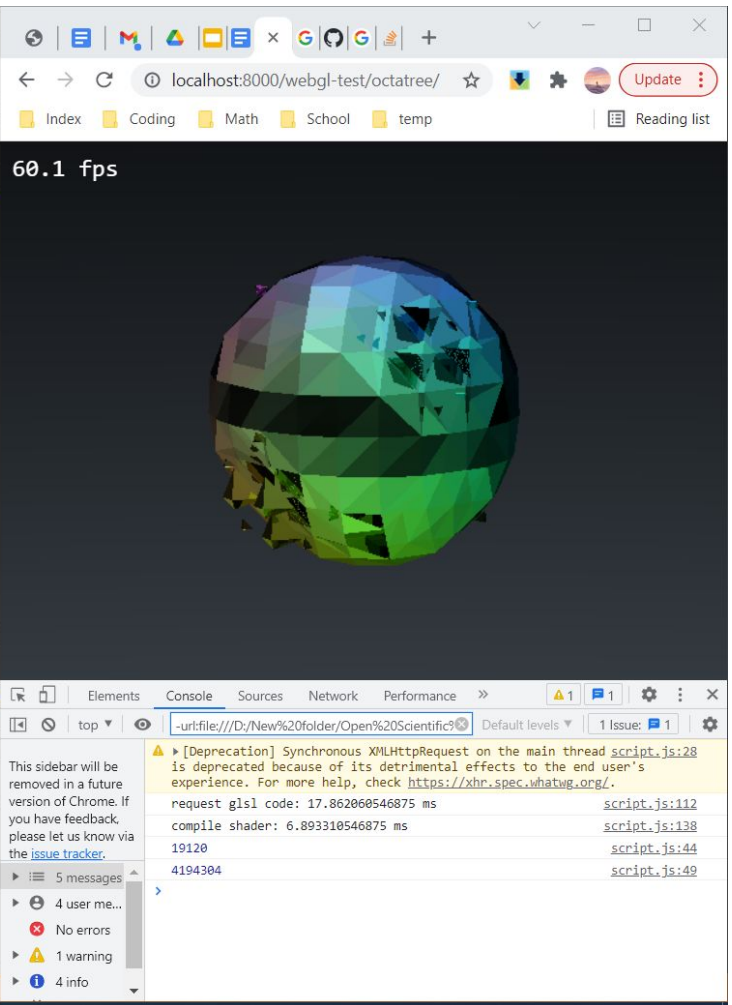 localhost:8000/webgl-test/octatree/
Update
Index Coding Math School temp Reading list
60.1 fps
Elements Console Sources Network Performance » 1 1
top ▼ -url:file:///D:/New%20folder/Open%20Scientific% Default levels ▼ 1 Issue: 1
This sidebar will be
removed in a future
version of Chrome. If
you have feedback,
please let us know via
the issue tracker.
5 messages
4 user me...
No errors
1 warning
4 info
[Deprecation] Synchronous XMLHttpRequest on the main thread script.js:28
is deprecated because of its detrimental effects to the end user's
experience. For more help, check https://xhr.spec.whatwg.org/.
request glsl code: 17.862060546875 ms script.js:112
compile shader: 6.893310546875 ms script.js:138
19120 script.js:44
4194304 script.js:49